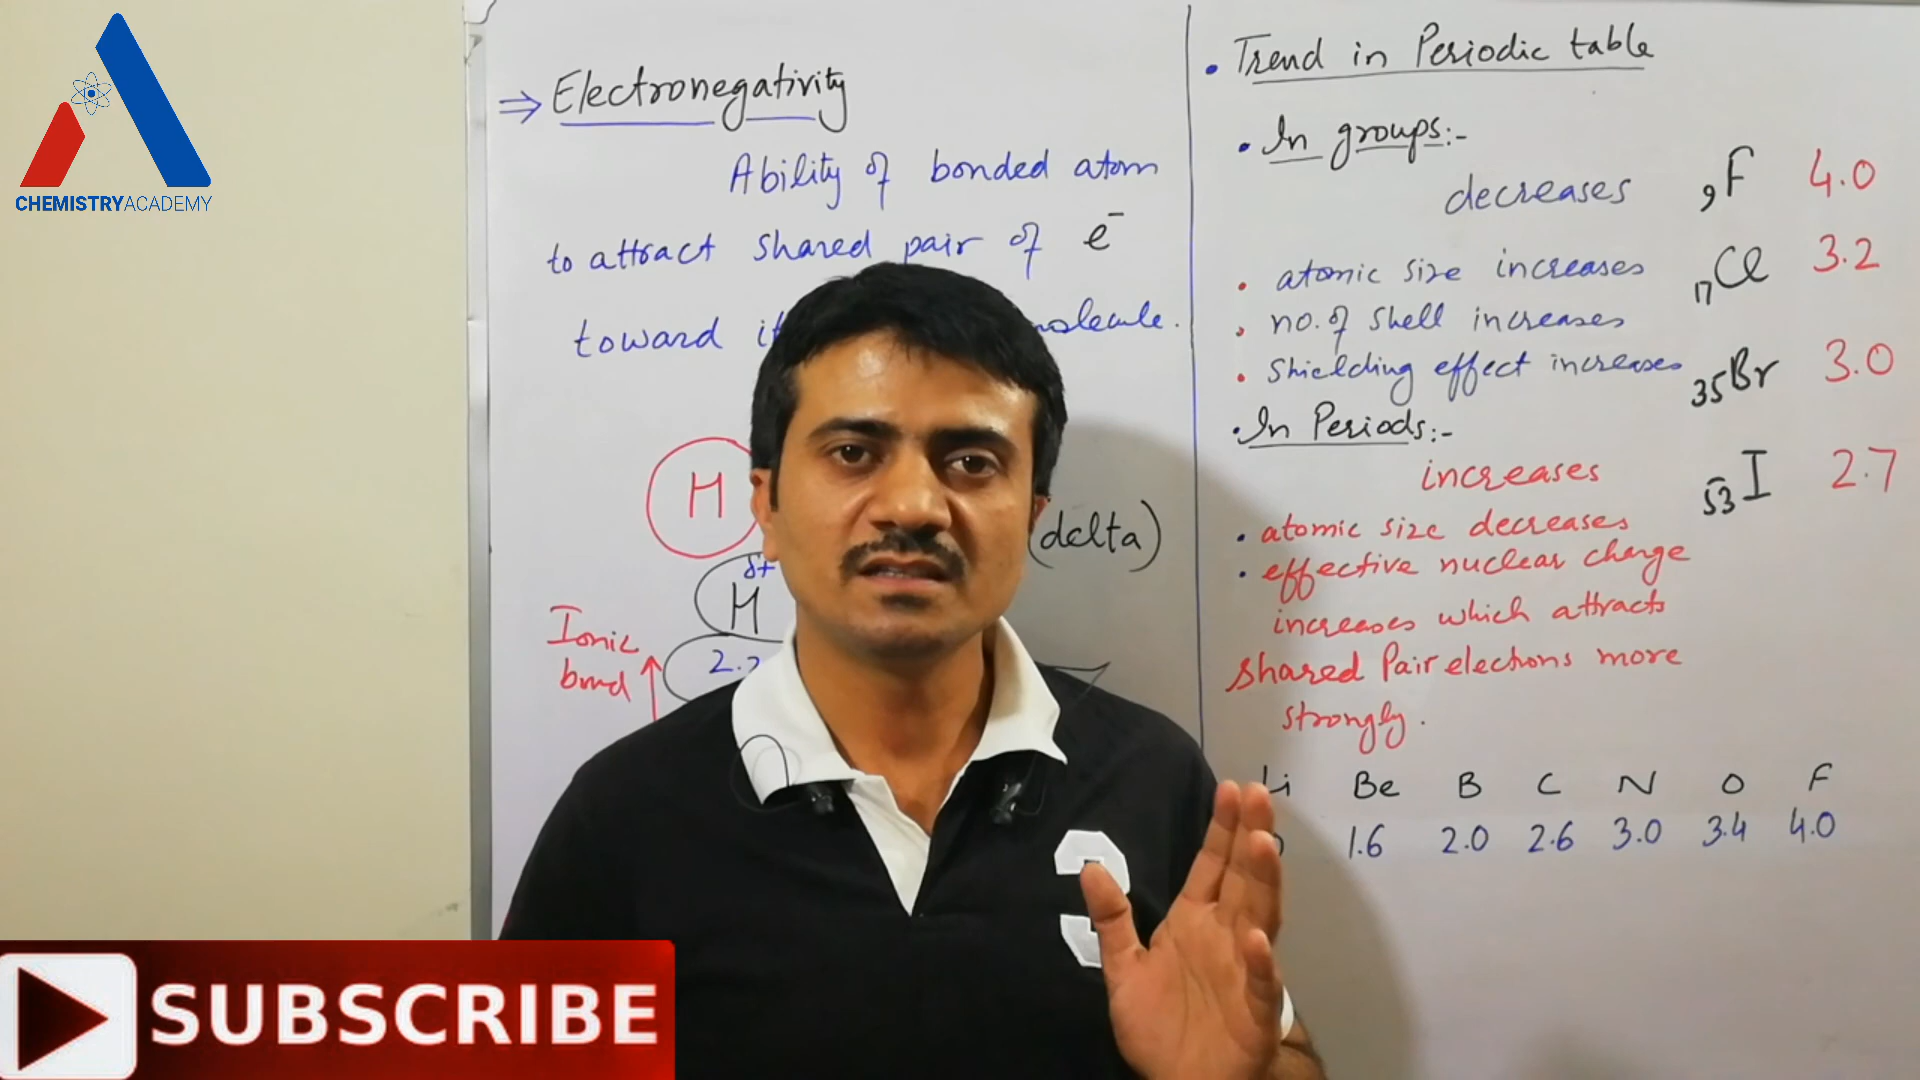 CHEMISTRYACADEMY
⇒ Electronegativity
Ability of bonded atom
to attract shared pair of e⁻
toward
molecule.
H
(delta)
δ+
H
Ionic
bond
• Trend in Periodic table
• In groups:-
decreases
₉F 4.0
• atomic size increases
₁₇Cl 3.2
• no. of shell increases
• Shielding effect increases
₃₅Br 3.0
• In Periods:-
increases
₅₃I 2.7
• atomic size decreases
• effective nuclear charge
increases which attracts
shared Pair elections more
strongly.
Be B C N O F
1.6 2.0 2.6 3.0 3.4 4.0
3
SUBSCRIBE